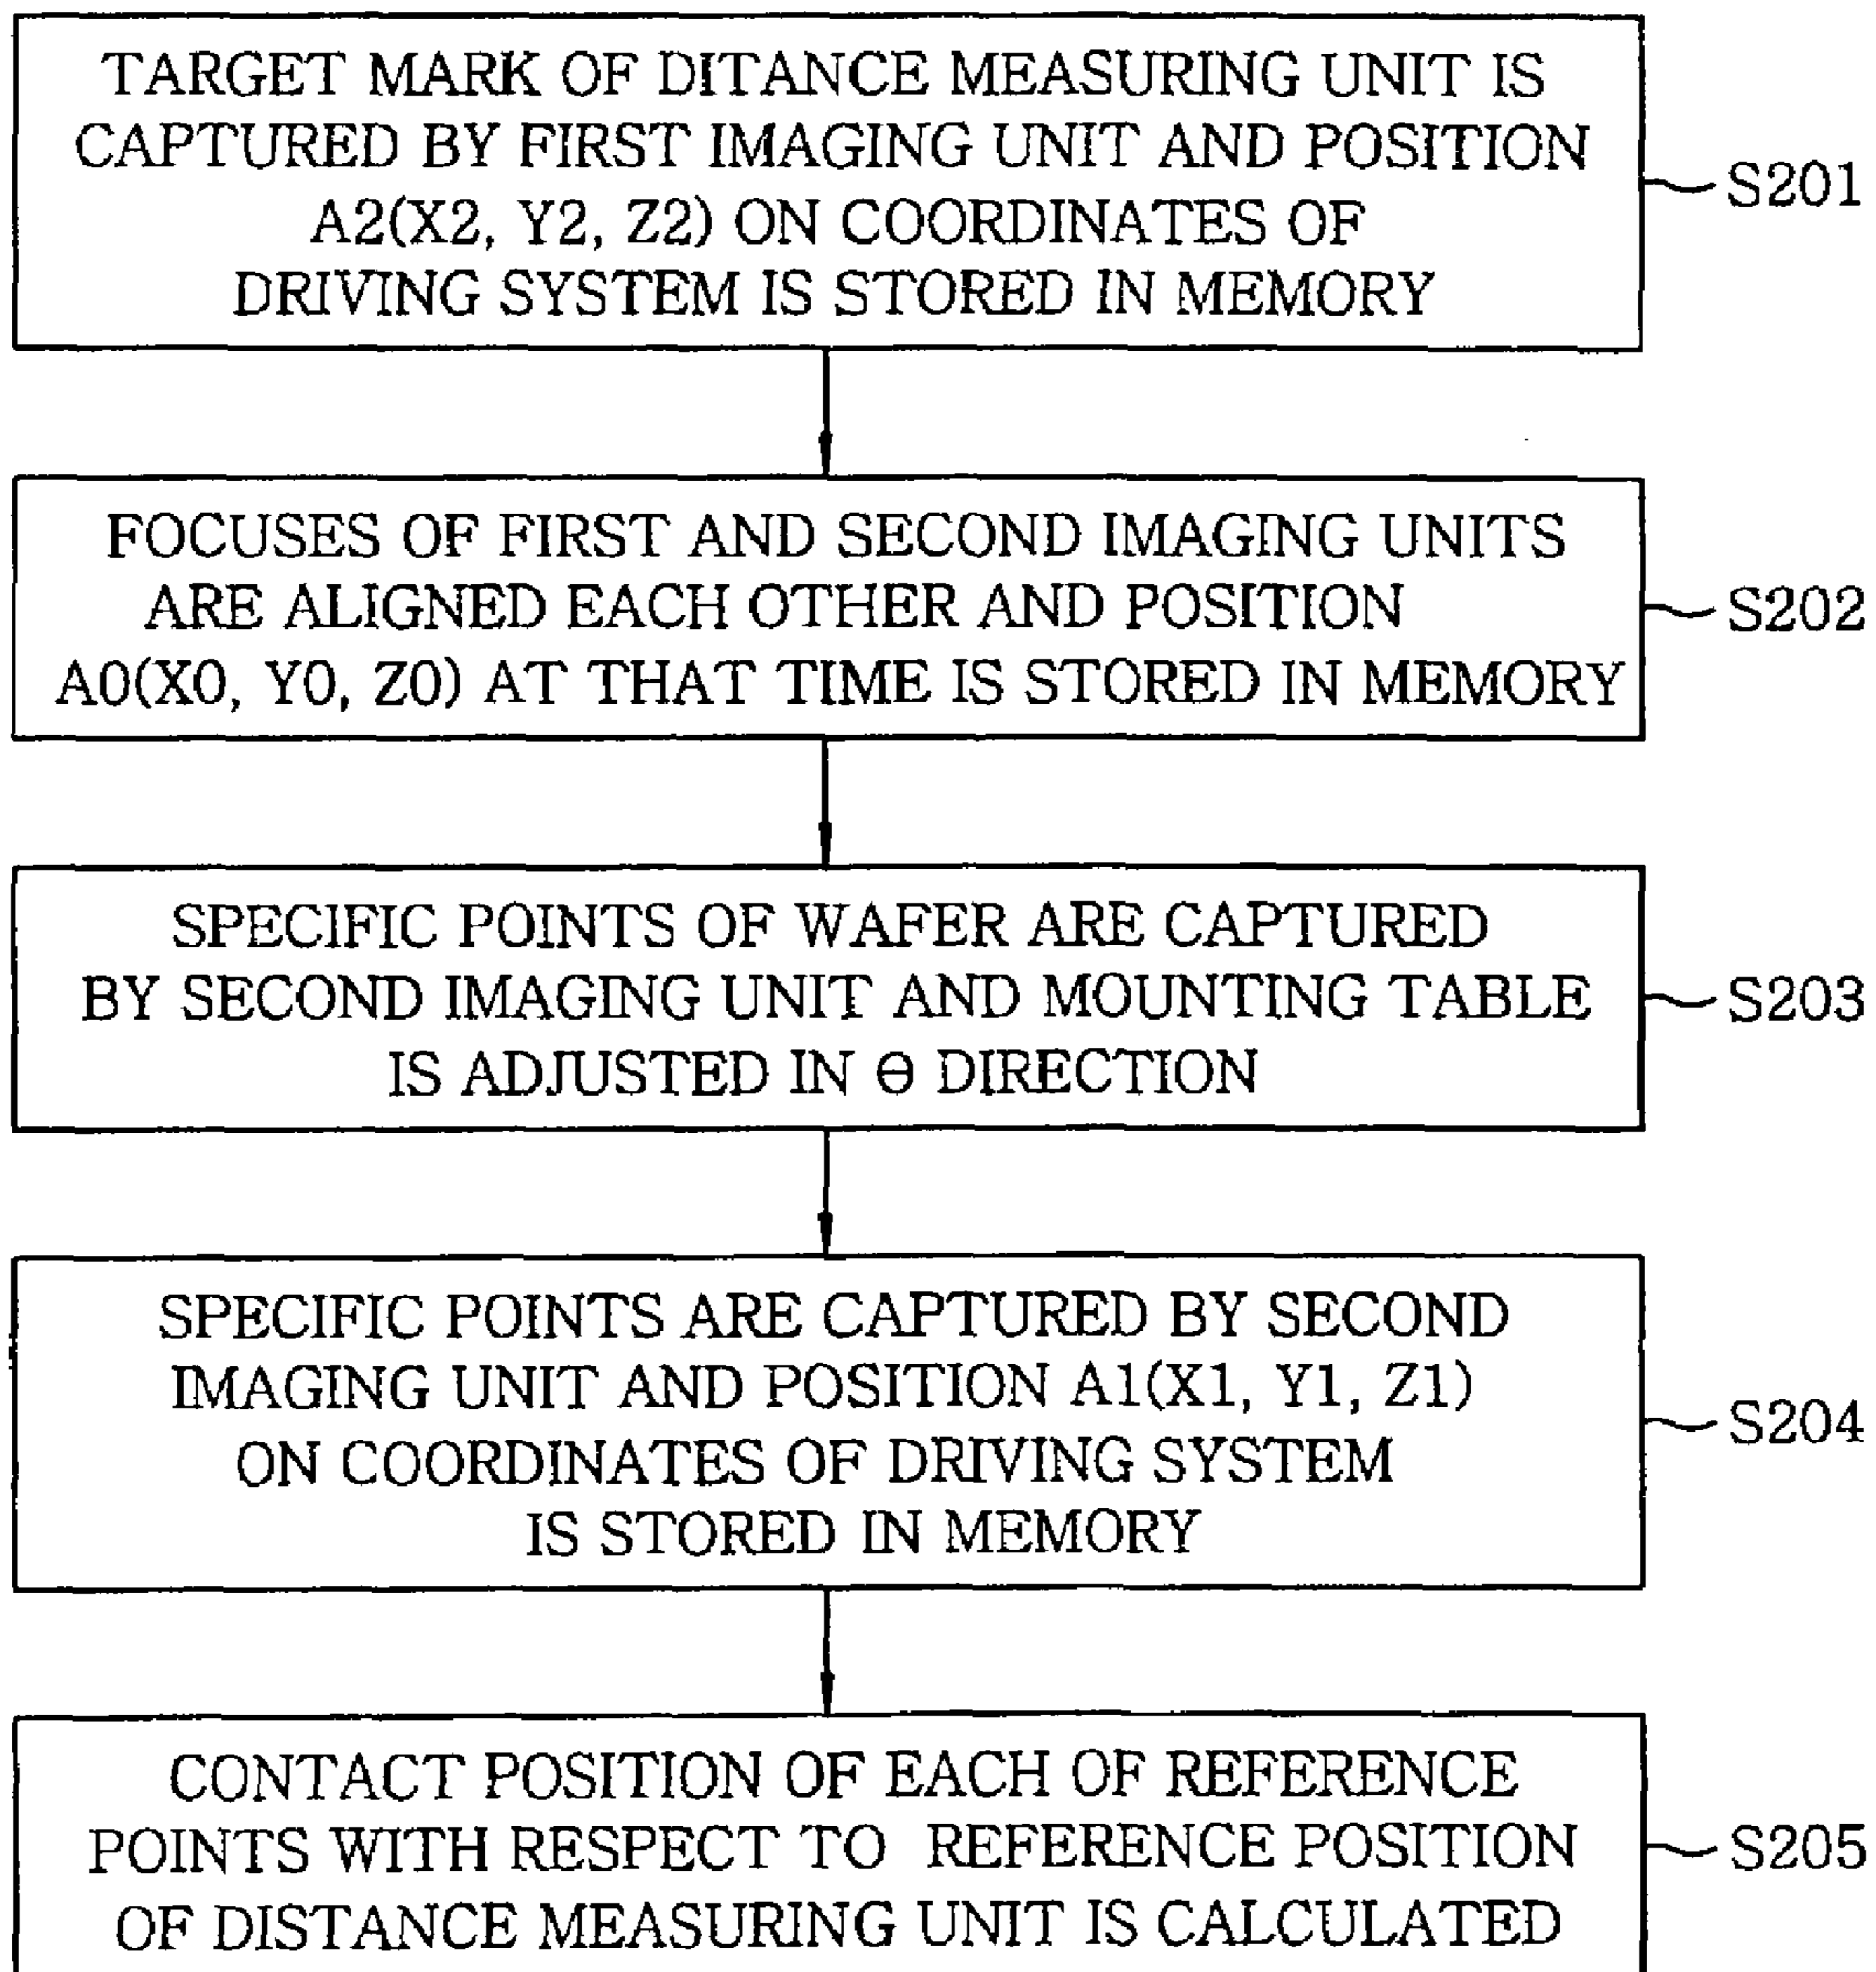 TARGET MARK OF DITANCE MEASURING UNIT IS
CAPTURED BY FIRST IMAGING UNIT AND POSITION
A2(X2, Y2, Z2) ON COORDINATES OF
DRIVING SYSTEM IS STORED IN MEMORY
S201
FOCUSES OF FIRST AND SECOND IMAGING UNITS
ARE ALIGNED EACH OTHER AND POSITION
A0(X0, Y0, Z0) AT THAT TIME IS STORED IN MEMORY
S202
SPECIFIC POINTS OF WAFER ARE CAPTURED
BY SECOND IMAGING UNIT AND MOUNTING TABLE
IS ADJUSTED IN Θ DIRECTION
S203
SPECIFIC POINTS ARE CAPTURED BY SECOND
IMAGING UNIT AND POSITION A1(X1, Y1, Z1)
ON COORDINATES OF DRIVING SYSTEM
IS STORED IN MEMORY
S204
CONTACT POSITION OF EACH OF REFERENCE
POINTS WITH RESPECT TO REFERENCE POSITION
OF DISTANCE MEASURING UNIT IS CALCULATED
S205